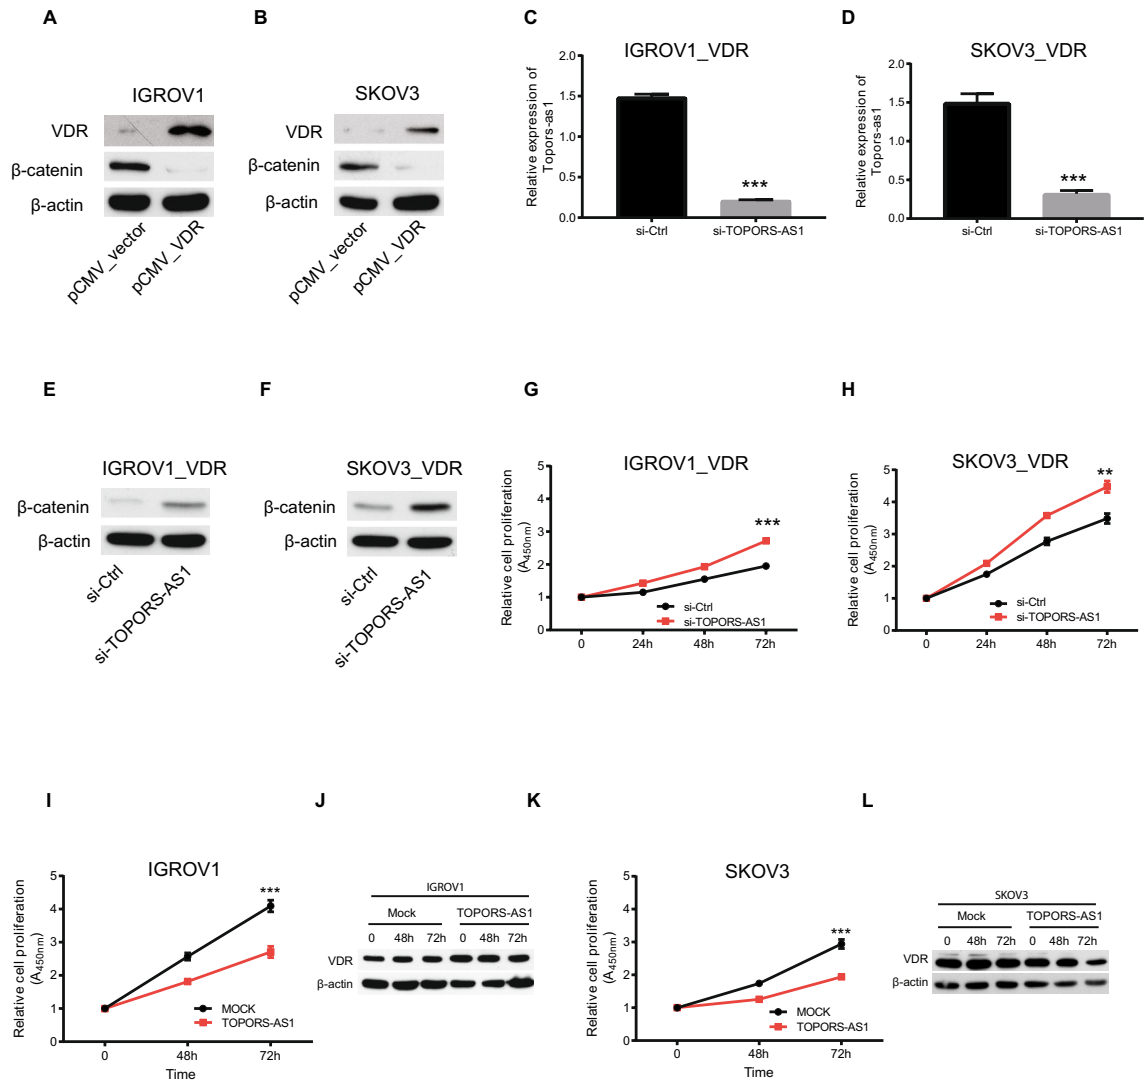 A
B
C
D
IGROV1
VDR
β-catenin
β-actin
pCMV_vector
pCMV_VDR
SKOV3
VDR
β-catenin
β-actin
pCMV_vector
pCMV_VDR
IGROV1_VDR
Relative expression of
Topors-as1
2.0
1.5
1.0
0.5
0.0
***
si-Ctrl
si-TOPORS-AS1
SKOV3_VDR
Relative expression of
Topors-as1
2.0
1.5
1.0
0.5
0.0
***
si-Ctrl
si-TOPORS-AS1
E
F
G
H
IGROV1_VDR
β-catenin
β-actin
si-Ctrl
si-TOPORS-AS1
SKOV3_VDR
β-catenin
β-actin
si-Ctrl
si-TOPORS-AS1
IGROV1_VDR
Relative cell proliferation
(A450nm)
5
4
3
2
1
0
***
si-Ctrl
si-TOPORS-AS1
0
24h
48h
72h
SKOV3_VDR
Relative cell proliferation
(A450nm)
5
4
3
2
1
0
**
si-Ctrl
si-TOPORS-AS1
0
24h
48h
72h
I
J
K
L
IGROV1
Relative cell proliferation
(A450nm)
5
4
3
2
1
0
***
MOCK
TOPORS-AS1
0
48h
72h
Time
IGROV1
Mock
TOPORS-AS1
0 48h 72h 0 48h 72h
VDR
β-actin
SKOV3
Relative cell proliferation
(A450nm)
5
4
3
2
1
0
***
MOCK
TOPORS-AS1
0
48h
72h
Time
SKOV3
Mock
TOPORS-AS1
0 48h 72h 0 48h 72h
VDR
β-actin